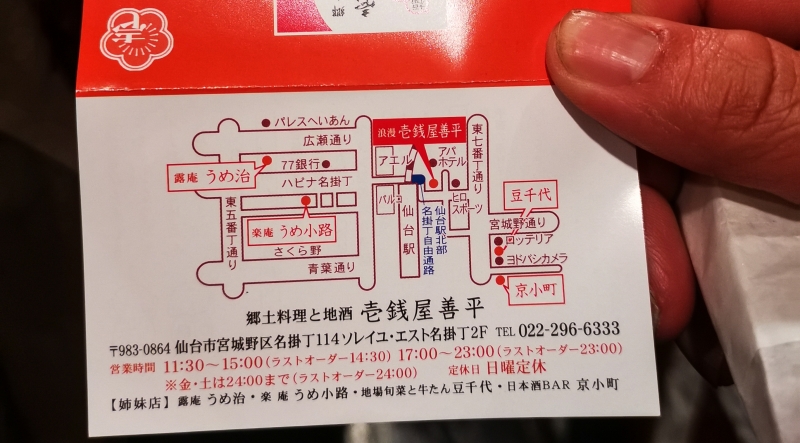 パレスへいあん
広瀬通り
浪漫 壱銭屋善平
アエル
アパホテル
東七番丁通り
露庵 うめ治
77銀行
ハピナ名掛丁
パルコ
仙台駅
名掛丁自由通路
仙台駅北部
ヒロスポーツ
豆千代
宮城野通り
ロッテリア
ヨドバシカメラ
東五番丁通り
楽庵 うめ小路
さくら野
青葉通り
京小町
郷土料理と地酒 壱銭屋善平
〒983-0864 仙台市宮城野区名掛丁114ソレイユ・エスト名掛丁2F TEL 022-296-6333
営業時間 11:30～15:00(ラストオーダー14:30) 17:00～23:00(ラストオーダー23:00)
※金・土は24:00まで(ラストオーダー24:00) 定休日 日曜定休
【姉妹店】露庵 うめ治・楽庵 うめ小路・地場旬菜と牛たん 豆千代・日本酒BAR 京小町